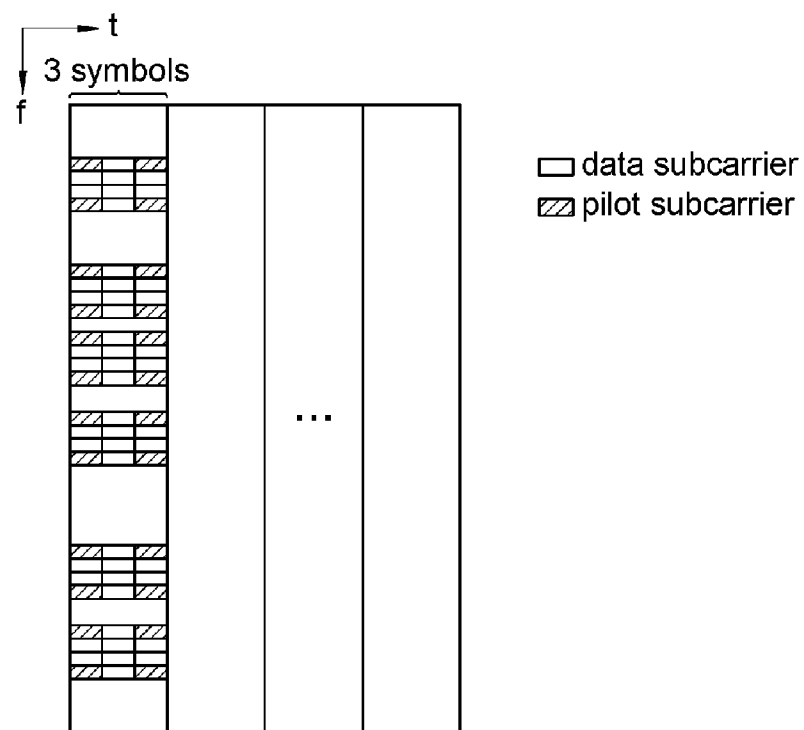 t
3 symbols
f
data subcarrier
pilot subcarrier
...